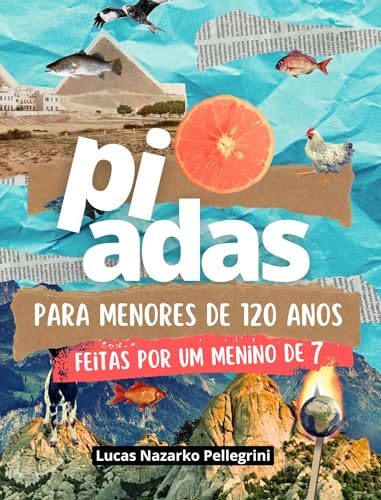 pi
adas
PARA MENORES DE 120 ANOS
FEITAS POR UM MENINO DE 7
Lucas Nazarko Pellegrini